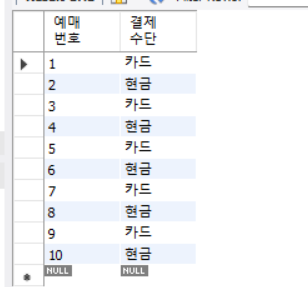 예매 결제
번호 수단
1 카드
2 현금
3 카드
4 현금
5 카드
6 현금
7 카드
8 현금
9 카드
10 현금
NULL NULL